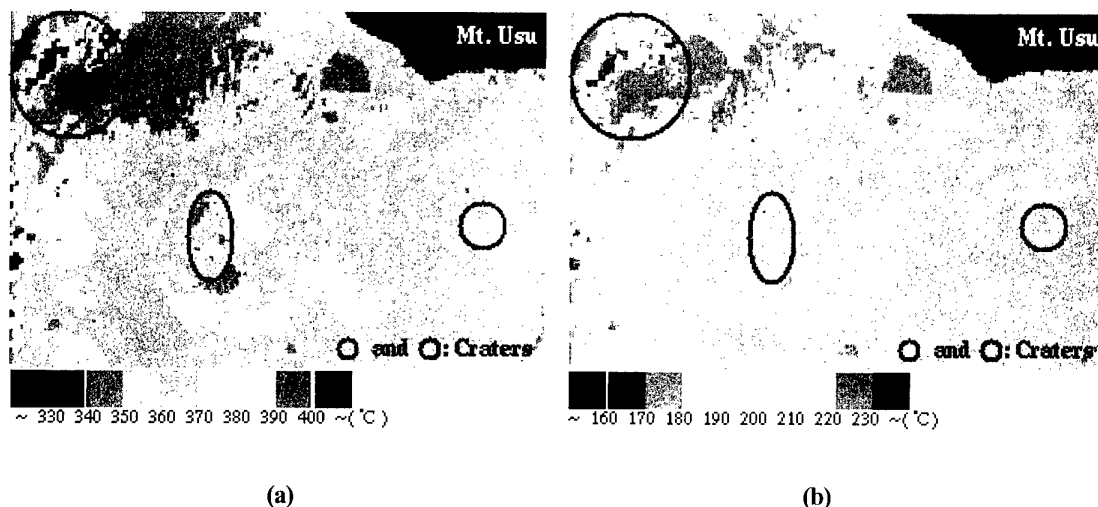 Mt. Usu
Mt. Usu
O and O: Craters
O and O: Craters
~ 330 340 350 360 370 380 390 400 ~(℃)
~ 160 170 180 190 200 210 220 230 ~(℃)
(a)
(b)